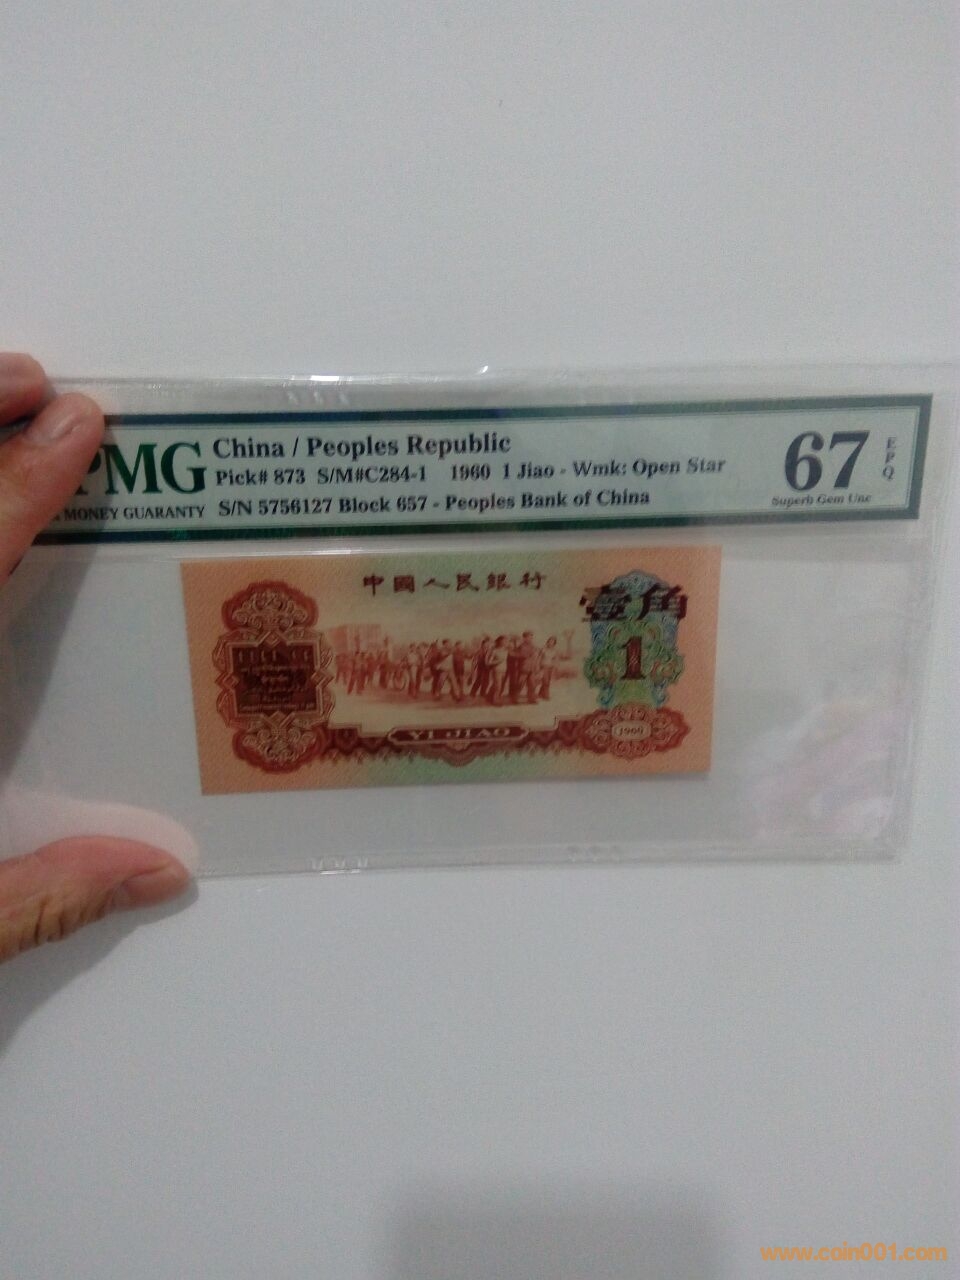 PMG
MONEY GUARANTY
China / Peoples Republic
Pick# 873 S/M#C284-1 1960 1 Jiao - Wmk: Open Star
S/N 5756127 Block 657 - Peoples Bank of China
67
EPQ
Superb Gem Unc
中國人民銀行
壹角
1
YI JIAO
1960
www.coin001.com